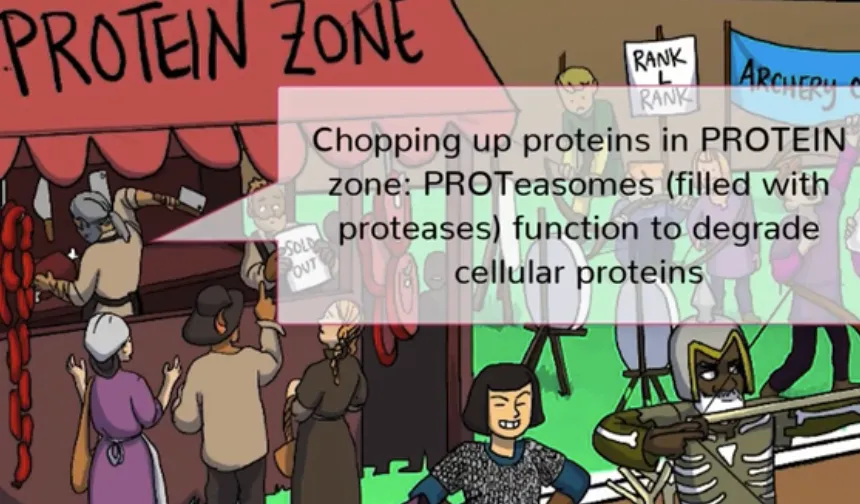 PROTEIN ZONE
RANK
L
RANK
ARCHERY
Chopping up proteins in PROTEIN
zone: PROTeasomes (filled with
proteases) function to degrade
cellular proteins
SOLD
OUT